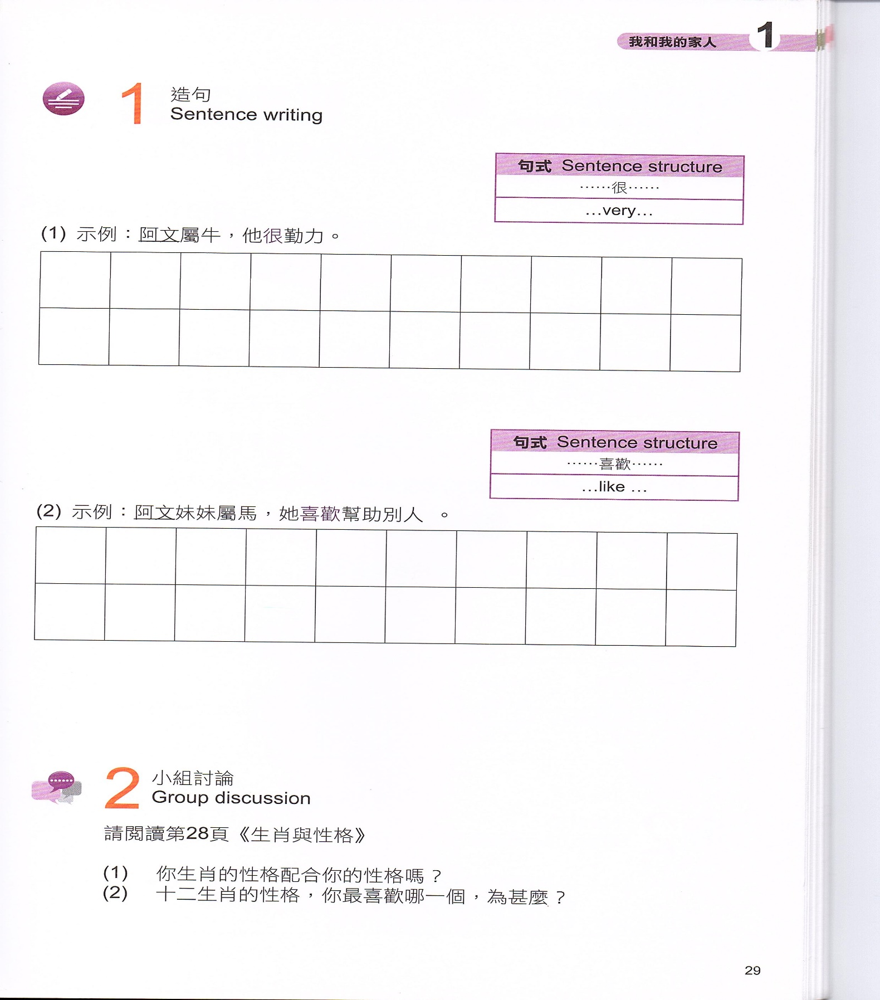 我和我的家人 1
1 造句
Sentence writing
句式 Sentence structure
……很……
…very…
(1) 示例：阿文屬牛，他很勤力。
句式 Sentence structure
……喜歡……
…like …
(2) 示例：阿文妹妹屬馬，她喜歡幫助別人 。
2 小組討論
Group discussion
請閱讀第28頁《生肖與性格》
(1) 你生肖的性格配合你的性格嗎？
(2) 十二生肖的性格，你最喜歡哪一個，為甚麼？
29